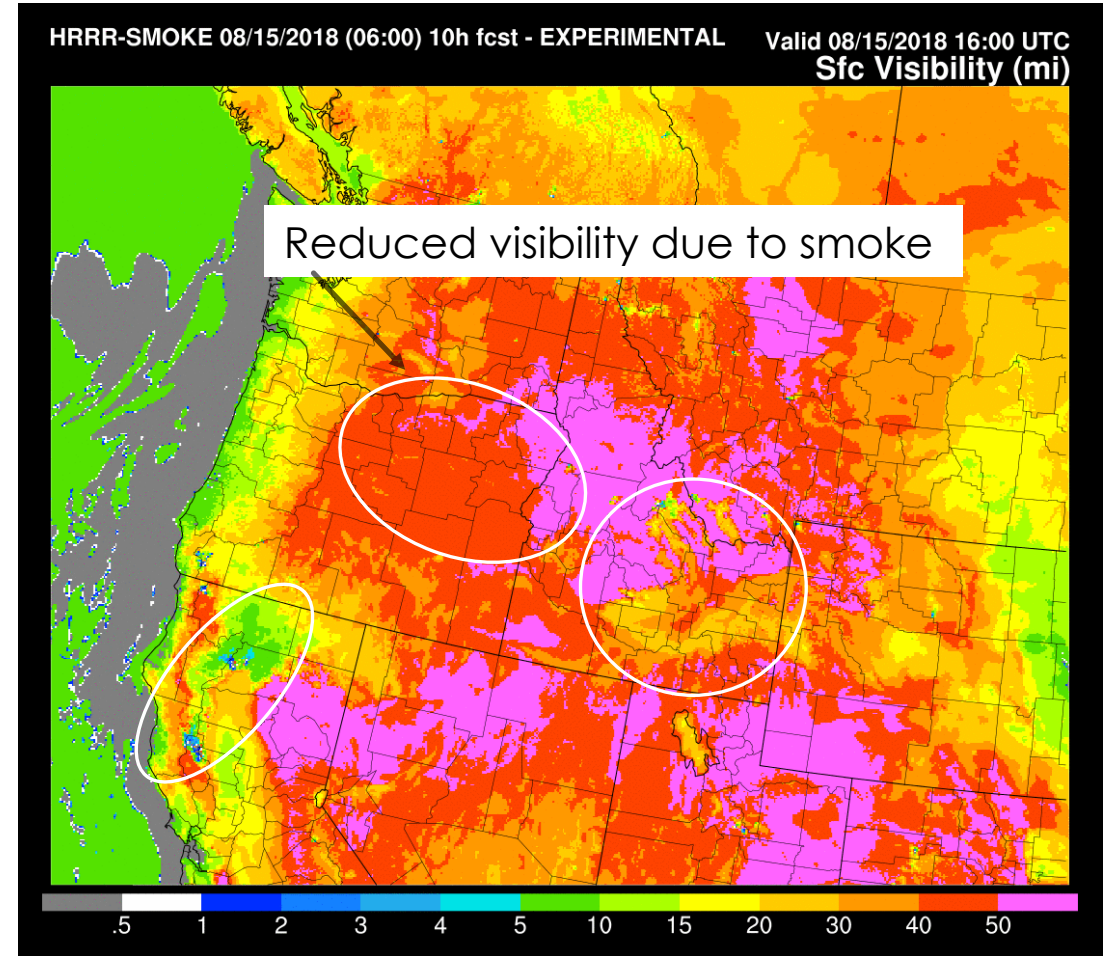 HRRR-SMOKE 08/15/2018 (06:00) 10h fcst - EXPERIMENTAL
Valid 08/15/2018 16:00 UTC
Sfc Visibility (mi)
Reduced visibility due to smoke
.5 1 2 3 4 5 10 15 20 30 40 50